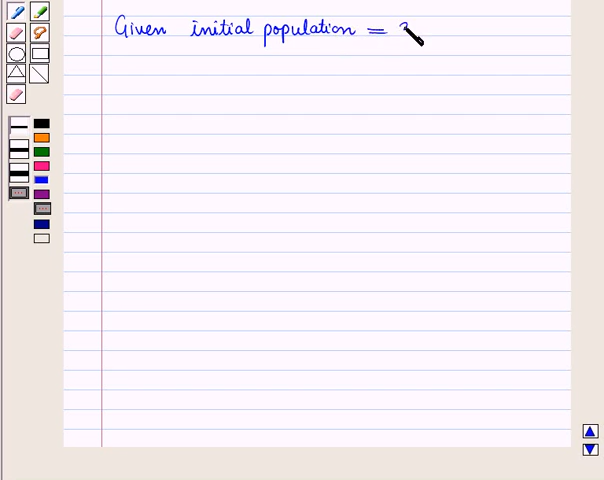 Given initial population =